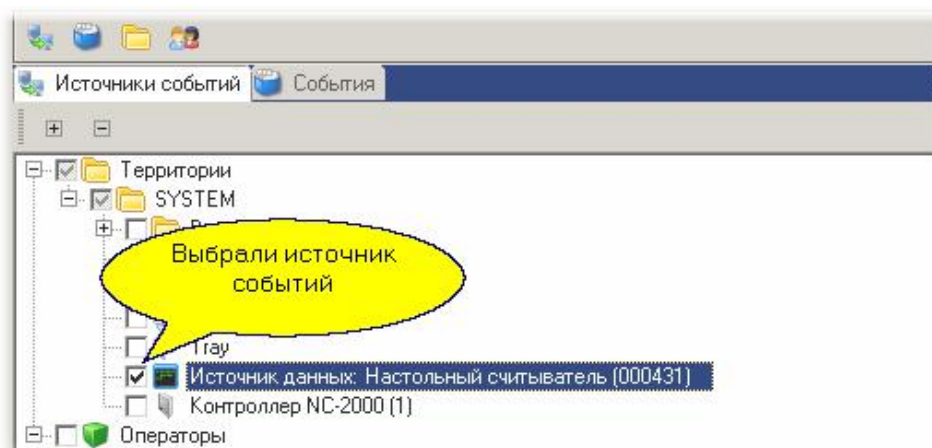 Источники событий События
Территории
SYSTEM
Выбрали источник
событий
Tray
Источник данных: Настольный считыватель (000431)
Контроллер NC-2000 (1)
Операторы